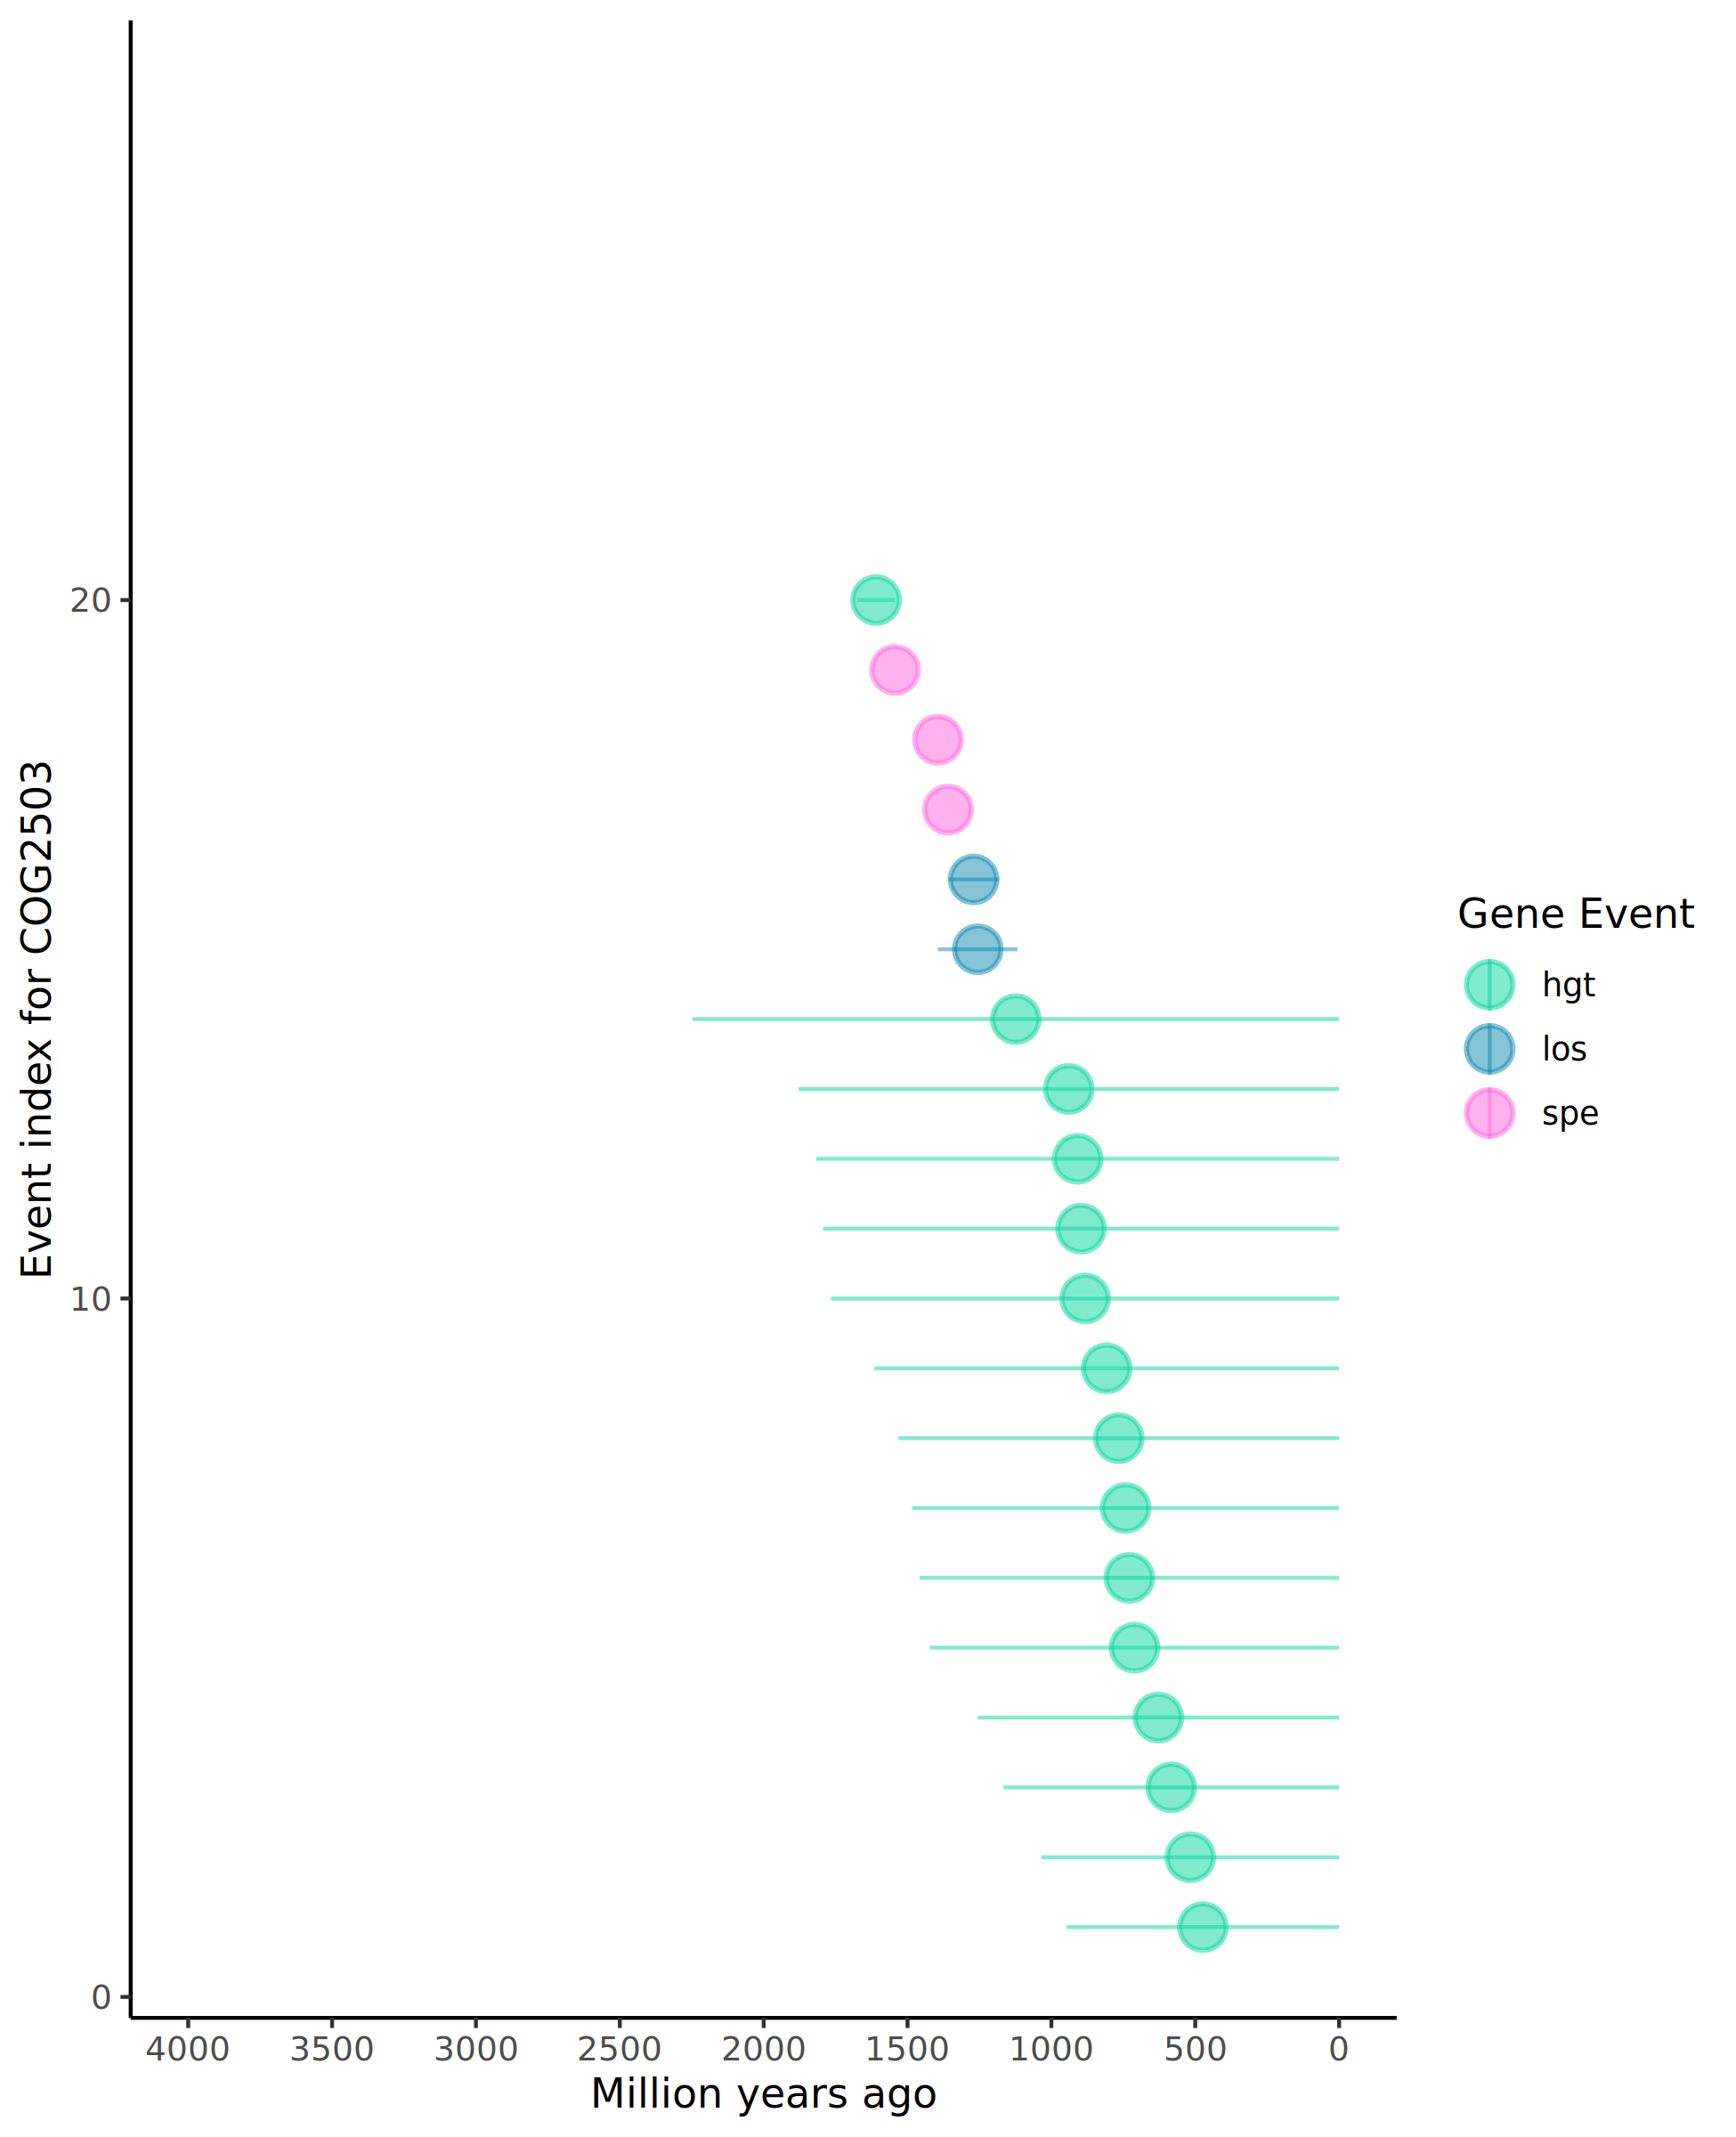 Event index for COG2503
20
10
0
4000 3500 3000 2500 2000 1500 1000 500 0
Million years ago
Gene Event
hgt
los
spe